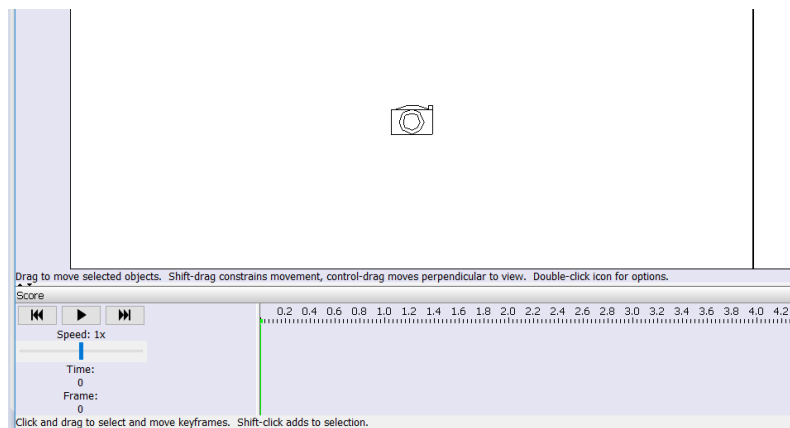 Drag to move selected objects.  Shift-drag constrains movement, control-drag moves perpendicular to view.  Double-click icon for options.
Score
0.2 0.4 0.6 0.8 1.0 1.2 1.4 1.6 1.8 2.0 2.2 2.4 2.6 2.8 3.0 3.2 3.4 3.6 3.8 4.0 4.2
Speed: 1x
Time:
0
Frame:
0
Click and drag to select and move keyframes.  Shift-click adds to selection.